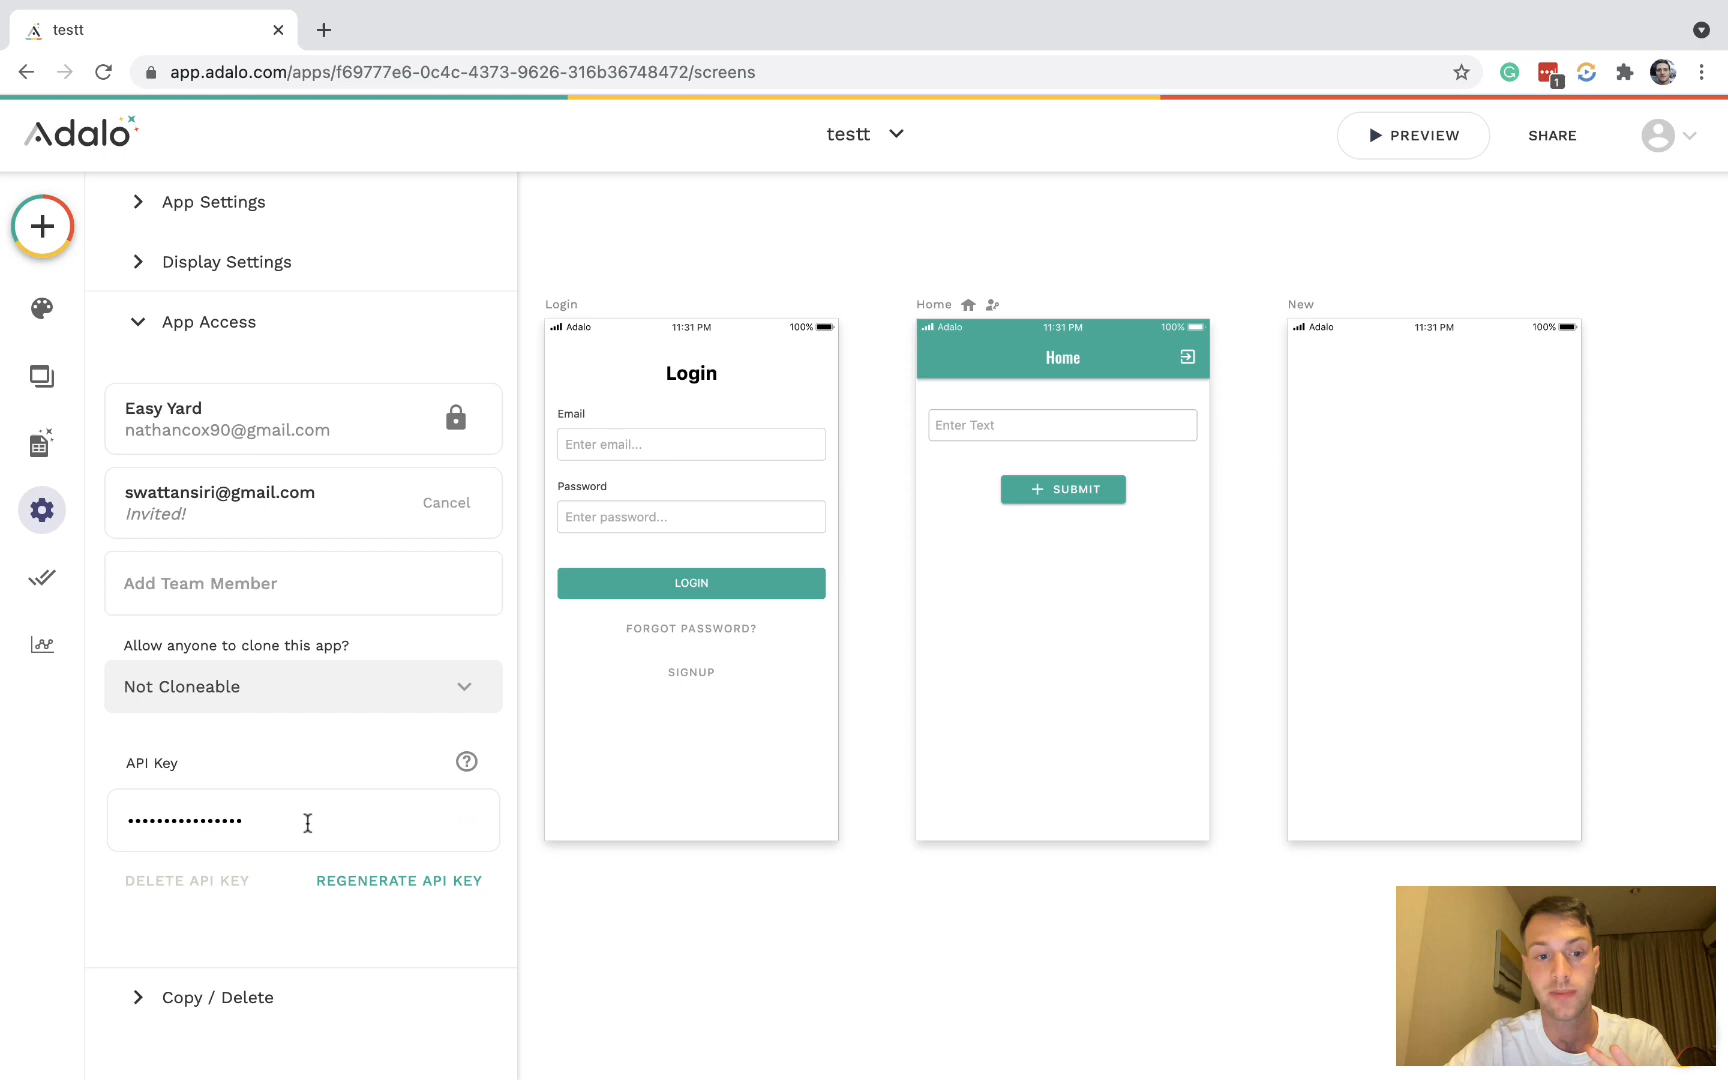 testt
app.adalo.com/apps/f69777e6-0c4c-4373-9626-316b36748472/screens
1
Adalo
testt
PREVIEW
SHARE
App Settings
Display Settings
App Access
Easy Yard
nathancox90@gmail.com
swattansiri@gmail.com
Invited!
Cancel
Add Team Member
Allow anyone to clone this app?
Not Cloneable
API Key
?
••••••••••••••••
DELETE API KEY
REGENERATE API KEY
Copy / Delete
Login
Adalo 11:31 PM 100%
Login
Email
Enter email...
Password
Enter password...
LOGIN
FORGOT PASSWORD?
SIGNUP
Home
Adalo 11:31 PM 100%
Home
Enter Text
SUBMIT
New
Adalo 11:31 PM 100%